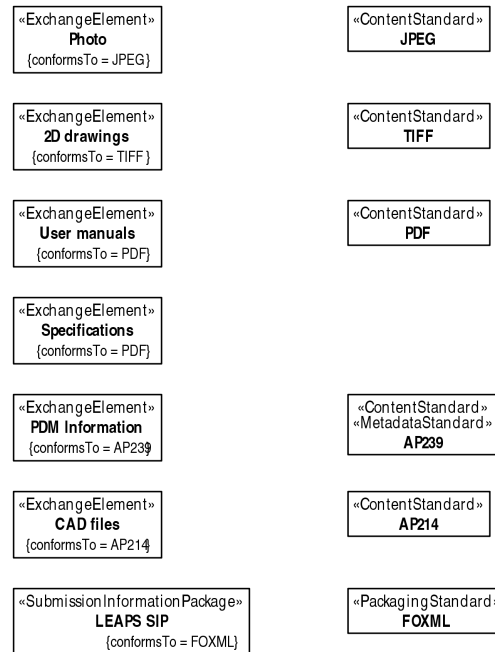 «ExchangeElement»
Photo
{conformsTo = JPEG}
«ContentStandard»
JPEG
«ExchangeElement»
2D drawings
{conformsTo = TIFF}
«ContentStandard»
TIFF
«ExchangeElement»
User manuals
{conformsTo = PDF}
«ContentStandard»
PDF
«ExchangeElement»
Specifications
{conformsTo = PDF}
«ExchangeElement»
PDM Information
{conformsTo = AP239}
«ContentStandard»
«MetadataStandard»
AP239
«ExchangeElement»
CAD files
{conformsTo = AP214}
«ContentStandard»
AP214
«SubmissionInformationPackage»
LEAPS SIP
{conformsTo = FOXML}
«PackagingStandard»
FOXML